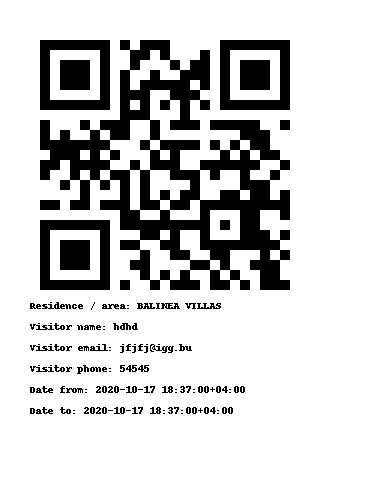 Residence / area: BALINEA VILLAS
Visitor name: hdhd
Visitor email: jfjfj@igg.bu
Visitor phone: 54545
Date from: 2020-10-17 18:37:00+04:00
Date to: 2020-10-17 18:37:00+04:00